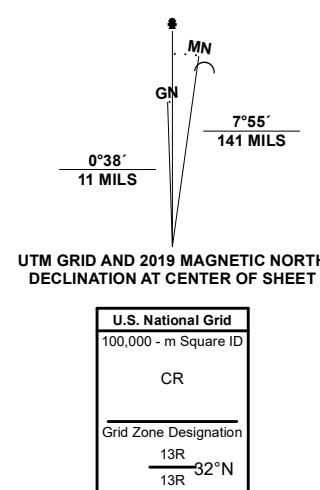 MN
GN
7°55´
141 MILS
0°38´
11 MILS
UTM GRID AND 2019 MAGNETIC NORTH
DECLINATION AT CENTER OF SHEET
U.S. National Grid
100,000 - m Square ID
CR
Grid Zone Designation
13R
32°N
13R